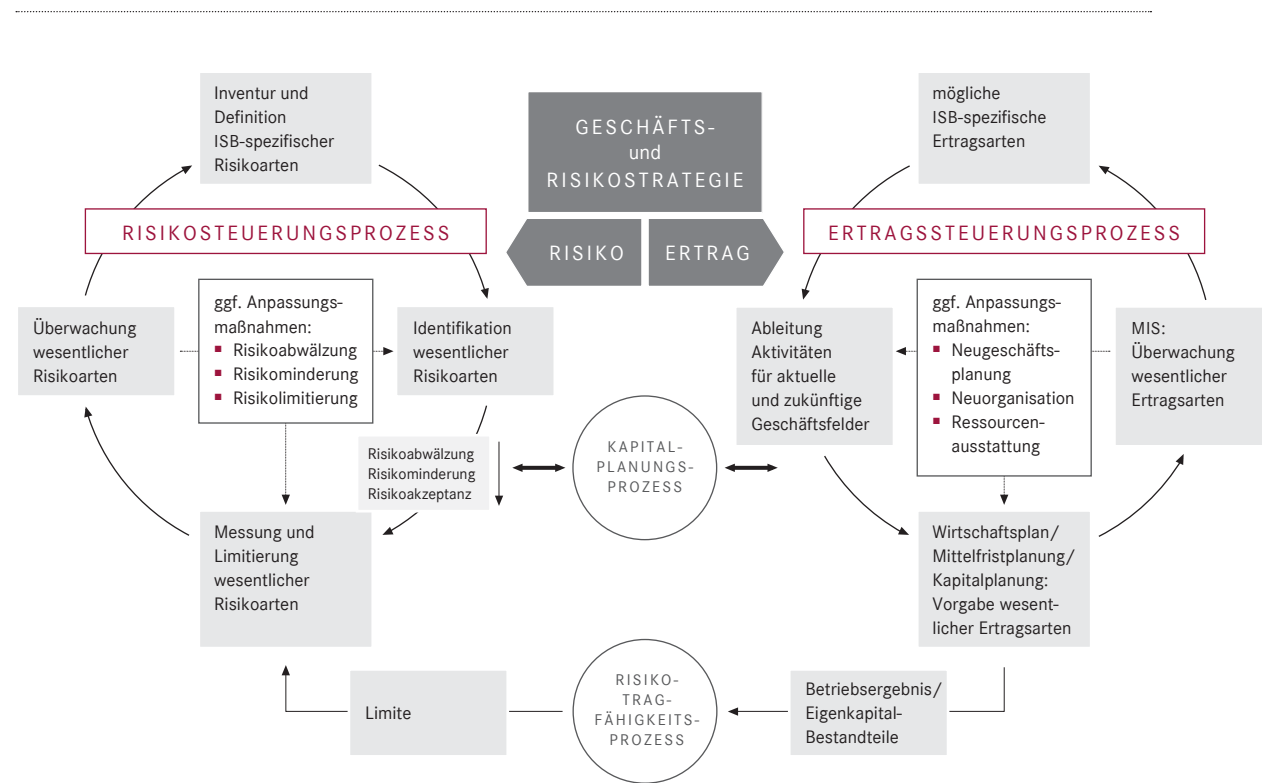 Inventur und
Definition
ISB-spezifischer
Risikoarten
GESCHÄFTS-
und
RISIKOSTRATEGIE
mögliche
ISB-spezifische
Ertragsarten
RISIKOSTEUERUNGSPROZESS
RISIKO
ERTRAG
ERTRAGSSTEUERUNGSPROZESS
Überwachung
wesentlicher
Risikoarten
ggf. Anpassungs-
maßnahmen:
Risikoabwälzung
Risikominderung
Risikolimitierung
Identifikation
wesentlicher
Risikoarten
Ableitung
Aktivitäten
für aktuelle
und zukünftige
Geschäftsfelder
ggf. Anpassungs-
maßnahmen:
Neugeschäfts-
planung
Neuorganisation
Ressourcen-
ausstattung
MIS:
Überwachung
wesentlicher
Ertragsarten
Risikoabwälzung
Risikominderung
Risikoakzeptanz
KAPITAL-
PLANUNGS-
PROZESS
Messung und
Limitierung
wesentlicher
Risikoarten
Wirtschaftsplan/
Mittelfristplanung/
Kapitalplanung:
Vorgabe wesent-
licher Ertragsarten
Limite
RISIKO-
TRAG-
FÄHIGKEITS-
PROZESS
Betriebsergebnis/
Eigenkapital-
Bestandteile